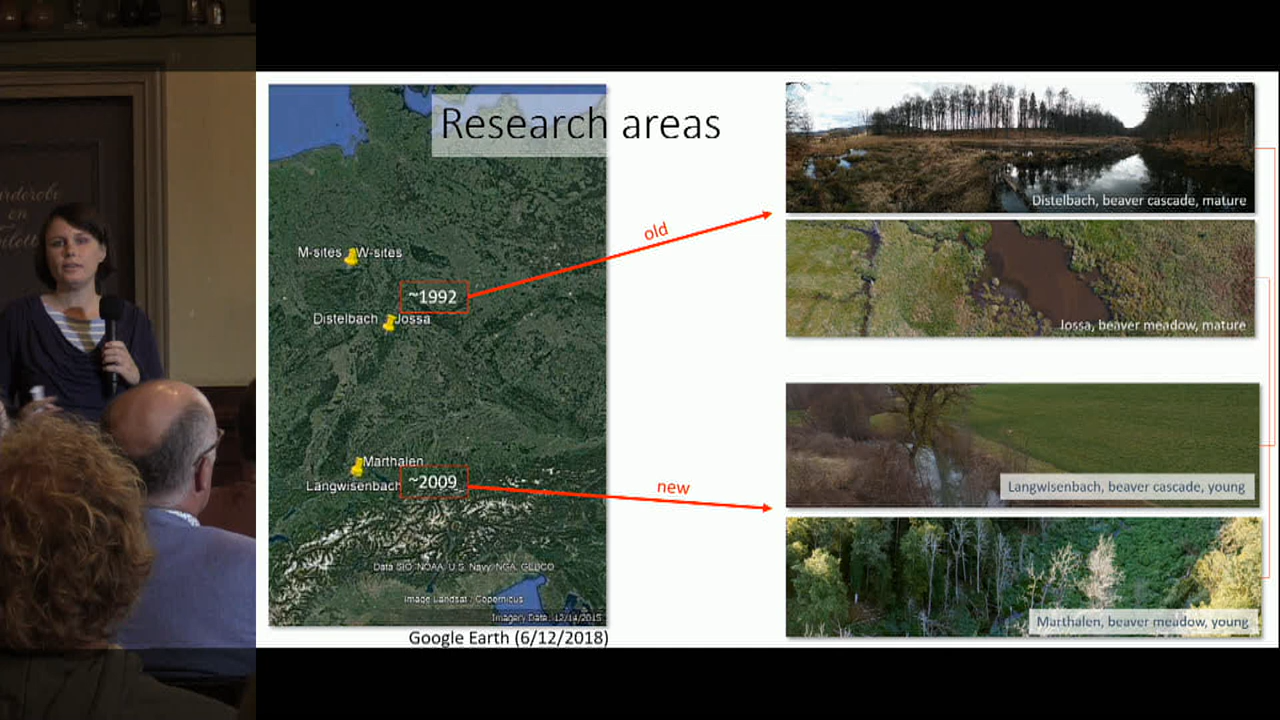 Research areas
M-sites
W-sites
~1992
Distelbach
Jossa
Marthalen
Langwisenbach
~2009
Data SIO, NOAA, U.S. Navy, NGA, GEBCO
Image Landsat / Copernicus
Imagery Date: 12/14/2015
Google Earth (6/12/2018)
old
new
Distelbach, beaver cascade, mature
Jossa, beaver meadow, mature
Langwisenbach, beaver cascade, young
Marthalen, beaver meadow, young
en